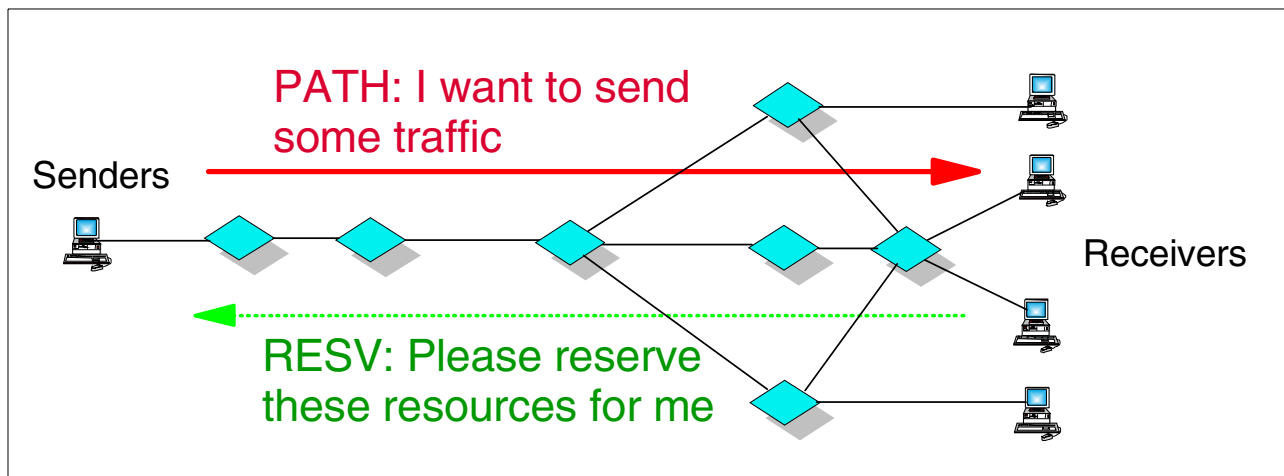 PATH: I want to send
some traffic
Senders
Receivers
RESV: Please reserve
these resources for me